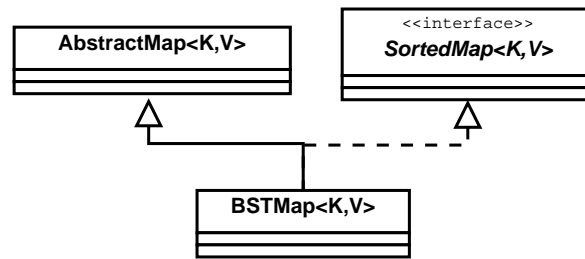 AbstractMap<K,V>
<<interface>>
SortedMap<K,V>
BSTMap<K,V>